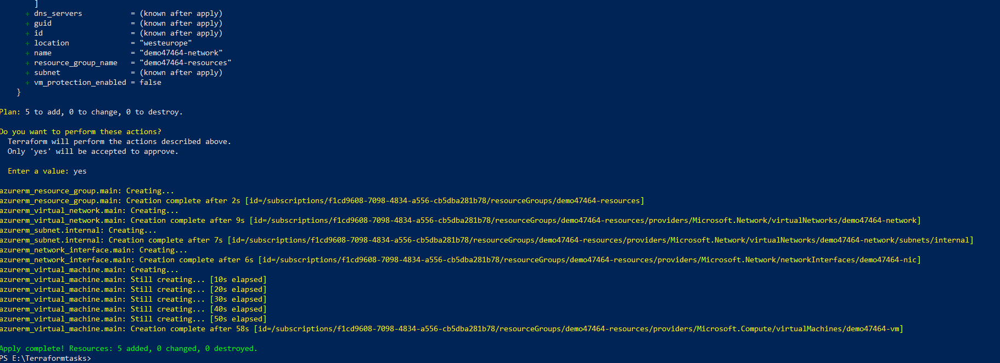 ]
+ dns_servers = (known after apply)
+ guid = (known after apply)
+ id = (known after apply)
+ location = "westeurope"
+ name = "demo47464-network"
+ resource_group_name = "demo47464-resources"
+ subnet = (known after apply)
+ vm_protection_enabled = false
}
Plan: 5 to add, 0 to change, 0 to destroy.
Do you want to perform these actions?
Terraform will perform the actions described above.
Only 'yes' will be accepted to approve.
Enter a value: yes
azurerm_resource_group.main: Creating...
azurerm_resource_group.main: Creation complete after 2s [id=/subscriptions/f1cd9608-7098-4834-a556-cb5dba281b78/resourceGroups/demo47464-resources]
azurerm_virtual_network.main: Creating...
azurerm_virtual_network.main: Creation complete after 9s [id=/subscriptions/f1cd9608-7098-4834-a556-cb5dba281b78/resourceGroups/demo47464-resources/providers/Microsoft.Network/virtualNetworks/demo47464-network]
azurerm_subnet.internal: Creating...
azurerm_subnet.internal: Creation complete after 7s [id=/subscriptions/f1cd9608-7098-4834-a556-cb5dba281b78/resourceGroups/demo47464-resources/providers/Microsoft.Network/virtualNetworks/demo47464-network/subnets/internal]
azurerm_network_interface.main: Creating...
azurerm_network_interface.main: Creation complete after 6s [id=/subscriptions/f1cd9608-7098-4834-a556-cb5dba281b78/resourceGroups/demo47464-resources/providers/Microsoft.Network/networkInterfaces/demo47464-nic]
azurerm_virtual_machine.main: Creating...
azurerm_virtual_machine.main: Still creating... [10s elapsed]
azurerm_virtual_machine.main: Still creating... [20s elapsed]
azurerm_virtual_machine.main: Still creating... [30s elapsed]
azurerm_virtual_machine.main: Still creating... [40s elapsed]
azurerm_virtual_machine.main: Still creating... [50s elapsed]
azurerm_virtual_machine.main: Creation complete after 58s [id=/subscriptions/f1cd9608-7098-4834-a556-cb5dba281b78/resourceGroups/demo47464-resources/providers/Microsoft.Compute/virtualMachines/demo47464-vm]
Apply complete! Resources: 5 added, 0 changed, 0 destroyed.
PS E:\Terraformtasks>